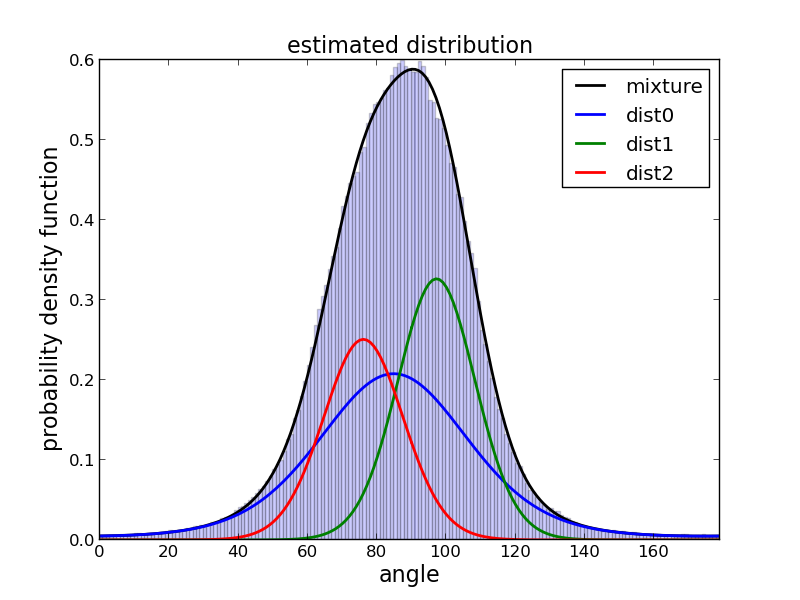 estimated distribution
0.6
0.5
0.4
0.3
0.2
0.1
0.0
probability density function
mixture
dist0
dist1
dist2
0 20 40 60 80 100 120 140 160
angle